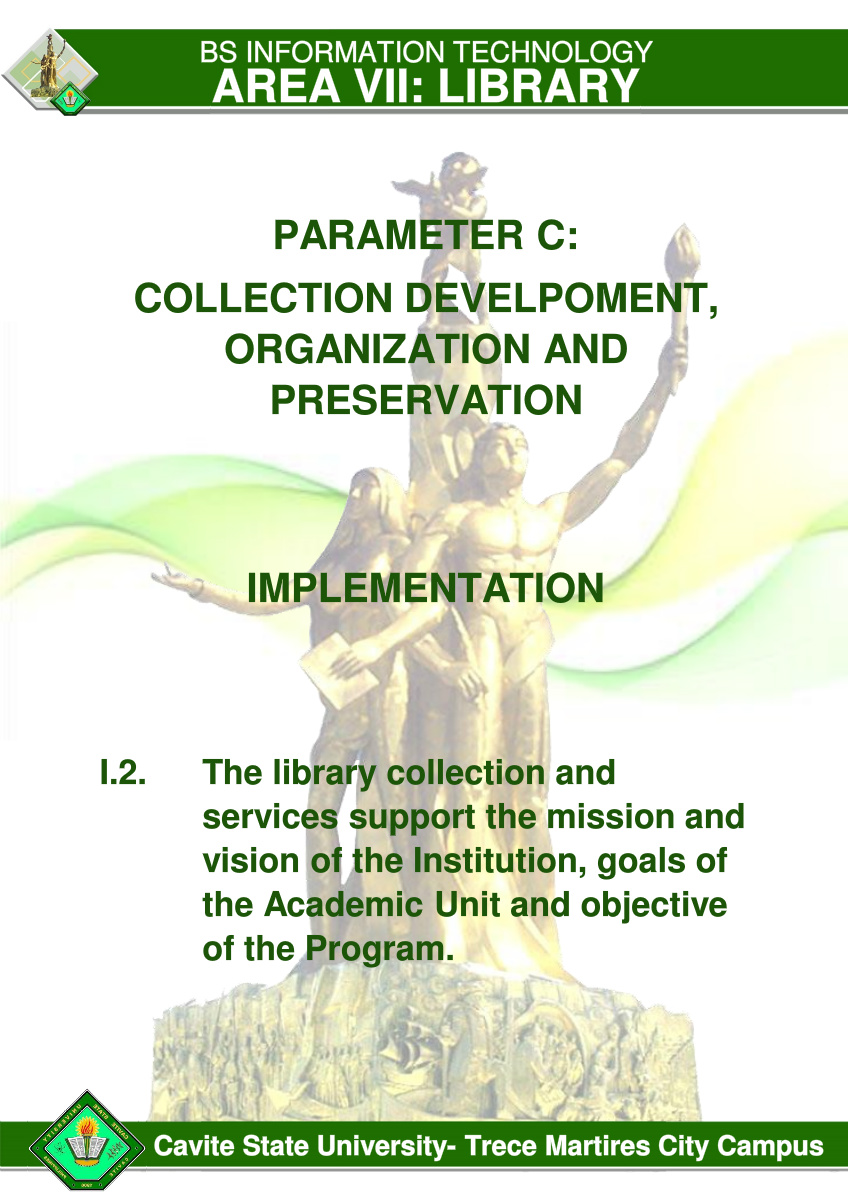 BS INFORMATION TECHNOLOGY
AREA VII: LIBRARY
PARAMETER C:
COLLECTION DEVELPOMENT,
ORGANIZATION AND
PRESERVATION
IMPLEMENTATION
I.2. The library collection and
services support the mission and
vision of the Institution, goals of
the Academic Unit and objective
of the Program.
Cavite State University- Trece Martires City Campus